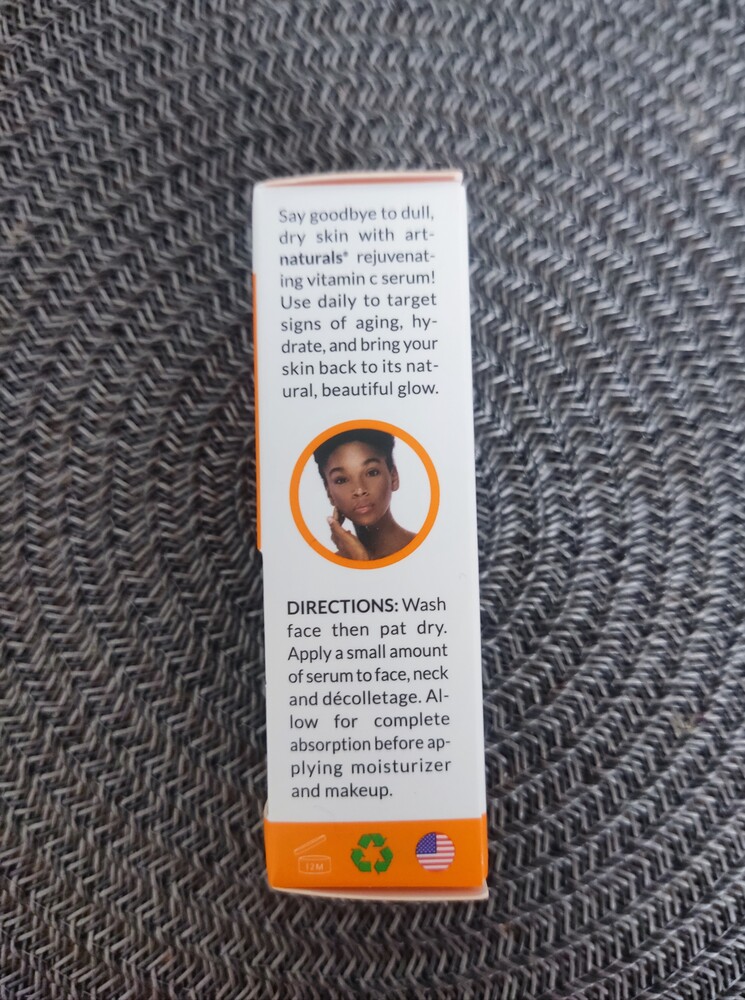 Say goodbye to dull,
dry skin with art-
naturals® rejuvenat-
ing vitamin c serum!
Use daily to target
signs of aging, hy-
drate, and bring your
skin back to its nat-
ural, beautiful glow.
DIRECTIONS: Wash
face then pat dry.
Apply a small amount
of serum to face, neck
and décolletage. Al-
low for complete
absorption before ap-
plying moisturizer
and makeup.
12M